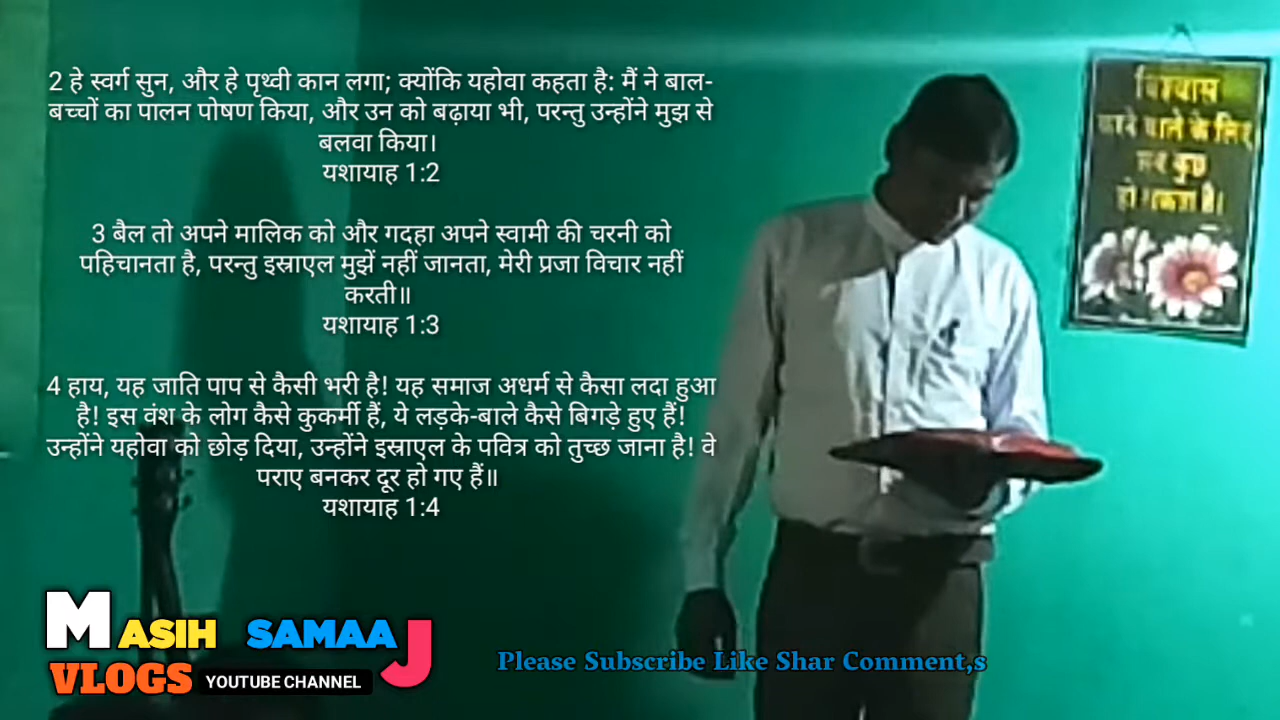 2 हे स्वर्ग सुन, और हे पृथ्वी कान लगा; क्योंकि यहोवा कहता है: मैं ने बाल-
बच्चों का पालन पोषण किया, और उन को बढ़ाया भी, परन्तु उन्होंने मुझ से
बलवा किया।
यशायाह 1:2
3 बैल तो अपने मालिक को और गदहा अपने स्वामी की चरनी को
पहिचानता है, परन्तु इस्राएल मुझें नहीं जानता, मेरी प्रजा विचार नहीं
करती॥
यशायाह 1:3
4 हाय, यह जाति पाप से कैसी भरी है! यह समाज अधर्म से कैसा लदा हुआ
है! इस वंश के लोग कैसे कुकर्मी हैं, ये लड़के-बाले कैसे बिगड़े हुए हैं!
उन्होंने यहोवा को छोड़ दिया, उन्होंने इस्राएल के पवित्र को तुच्छ जाना है! वे
पराए बनकर दूर हो गए हैं॥
यशायाह 1:4
विश्वास
करने वाले के लिए
सब कुछ
हो सकता है।
MASIH SAMAAJ
VLOGS YOUTUBE CHANNEL
Please Subscribe Like Shar Comment,s